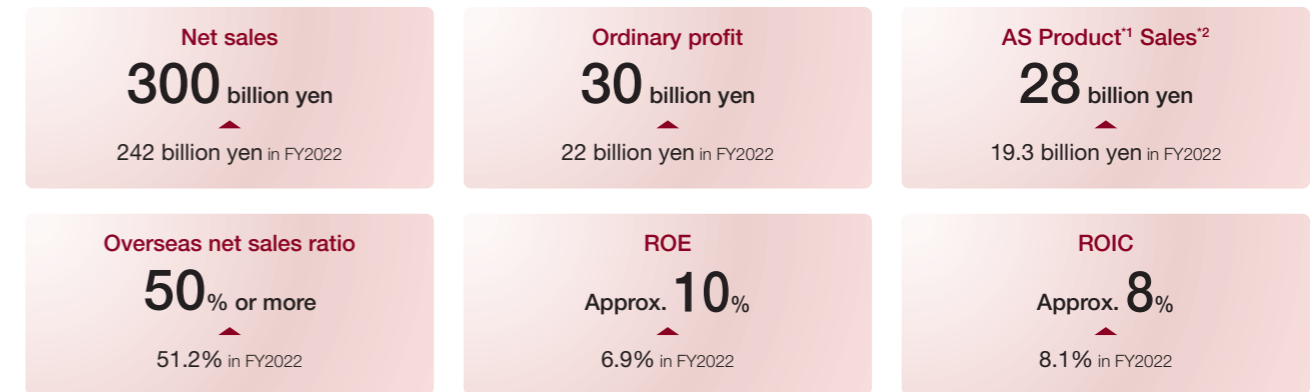 Net sales
300 billion yen
242 billion yen in FY2022
Ordinary profit
30 billion yen
22 billion yen in FY2022
AS Product*1 Sales*2
28 billion yen
19.3 billion yen in FY2022
Overseas net sales ratio
50% or more
51.2% in FY2022
ROE
Approx. 10%
6.9% in FY2022
ROIC
Approx. 8%
8.1% in FY2022